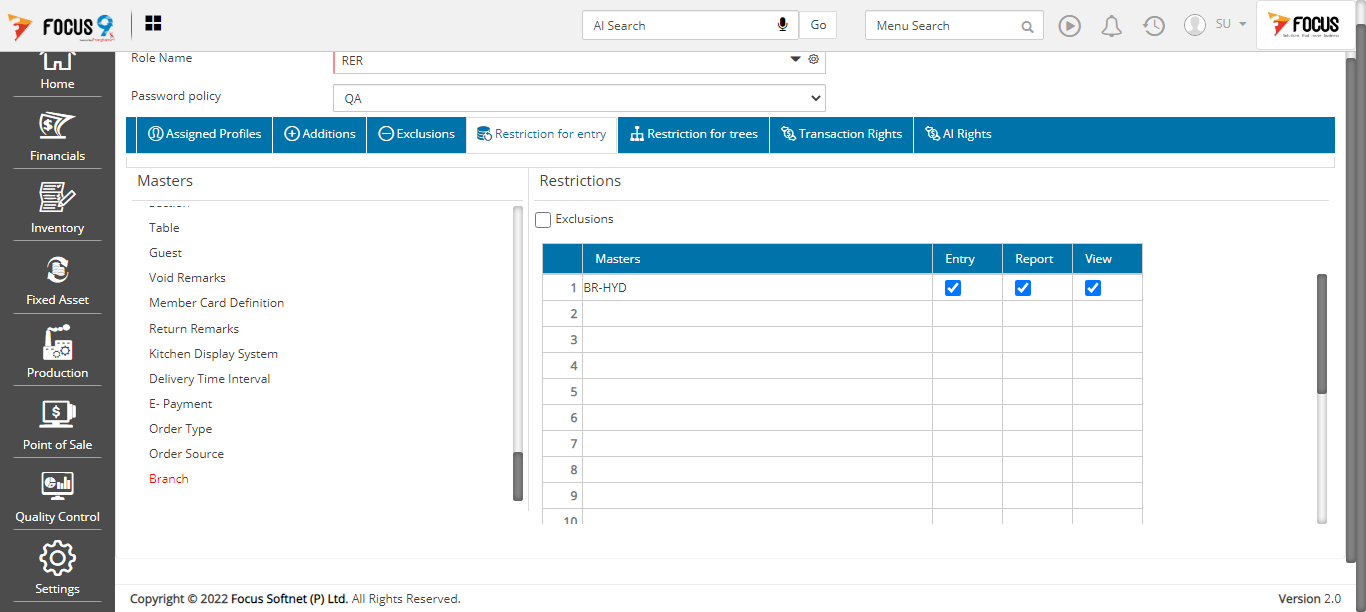 FOCUS 9
AI Search
Go
Menu Search
SU
FOCUS
Home
Financials
Inventory
Fixed Asset
Production
Point of Sale
Quality Control
Settings
Role Name
RER
Password policy
QA
Assigned Profiles
Additions
Exclusions
Restriction for entry
Restriction for trees
Transaction Rights
AI Rights
Masters
Section
Table
Guest
Void Remarks
Member Card Definition
Return Remarks
Kitchen Display System
Delivery Time Interval
E- Payment
Order Type
Order Source
Branch
Restrictions
Exclusions
Masters Entry Report View
1 BR-HYD
2
3
4
5
6
7
8
9
10
Copyright © 2022 Focus Softnet (P) Ltd. All Rights Reserved.
Version 2.0